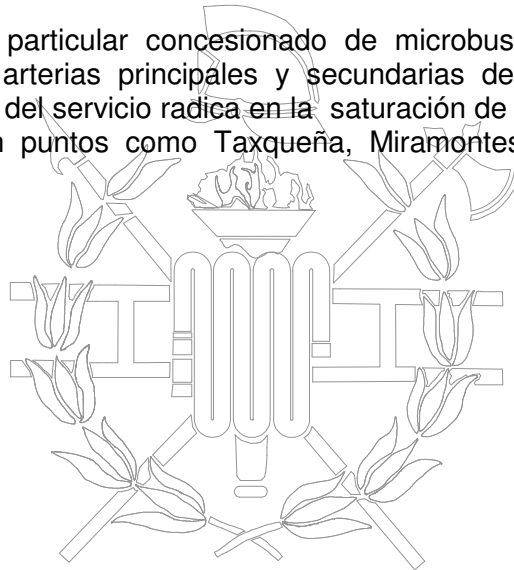 particular concesionado de microbus
arterias principales y secundarias de
del servicio radica en la saturación de
puntos como Taxqueña, Miramontes